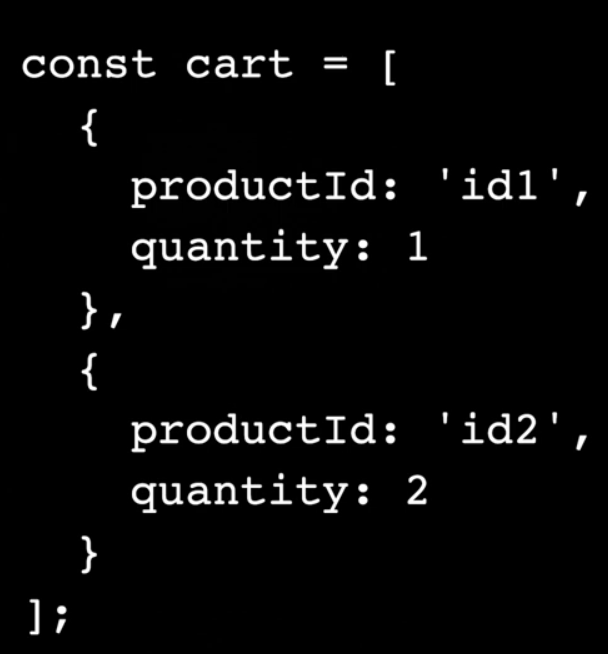 const cart = [
  {
    productId: 'id1',
    quantity: 1
  },
  {
    productId: 'id2',
    quantity: 2
  }
];